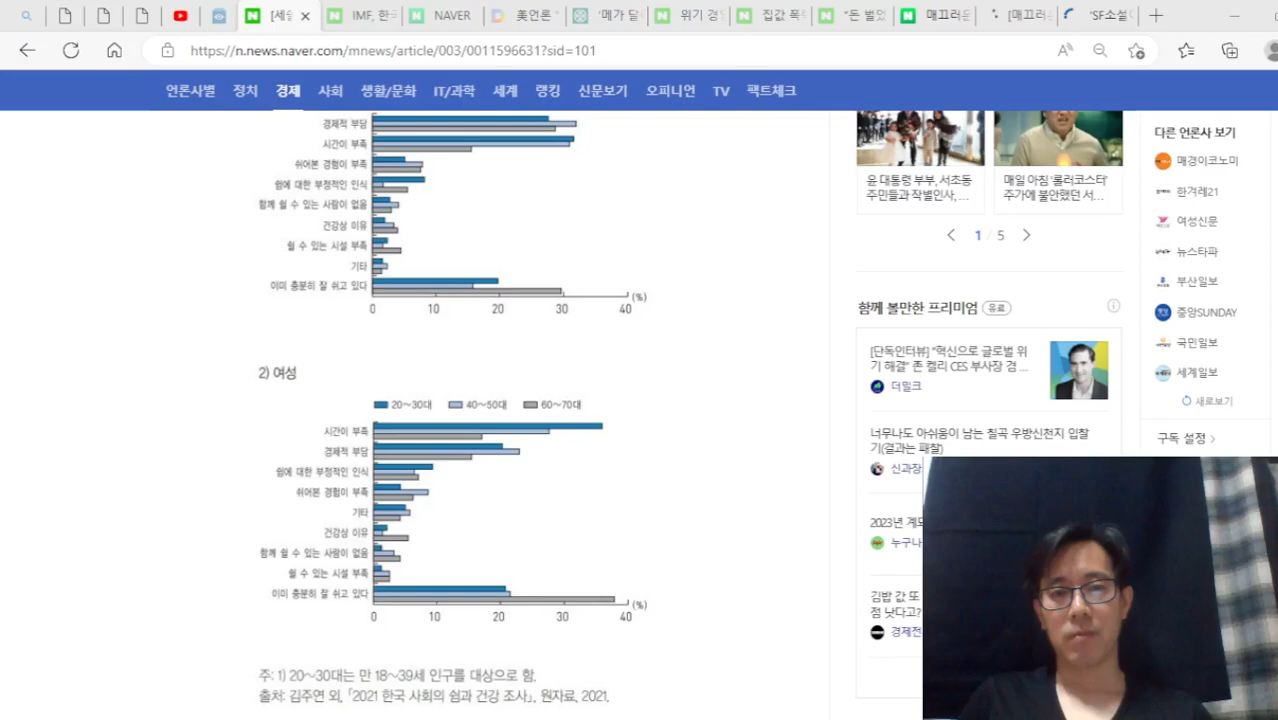 [세슬
IMF, 한국
NAVER
美언론 "
'메가 달
위기 경
집값 폭
"돈 벌었
매끄러운
[매끄러
'SF소설
https://n.news.naver.com/mnews/article/003/0011596631?sid=101
언론사별 정치 경제 사회 생활/문화 IT/과학 세계 랭킹 신문보기 오피니언 TV 팩트체크
경제적 부담
시간이 부족
쉬어본 경험이 부족
쉼에 대한 부정적인 인식
함께 쉴 수 있는 사람이 없음
건강상 이유
쉴 수 있는 시설 부족
기타
이미 충분히 잘 쉬고 있다
(%)
0 10 20 30 40
2) 여성
20~30대 40~50대 60~70대
시간이 부족
경제적 부담
쉼에 대한 부정적인 인식
쉬어본 경험이 부족
기타
건강상 이유
함께 쉴 수 있는 사람이 없음
쉴 수 있는 시설 부족
이미 충분히 잘 쉬고 있다
(%)
0 10 20 30 40
주: 1) 20~30대는 만 18~39세 인구를 대상으로 함.
출처: 김주연 외, 「2021 한국 사회의 쉼과 건강 조사」, 원자료, 2021.
윤 대통령 부부, 서초동
주민들과 작별인사, ...
매일 아침 '롤러코스터'
주가에 불안했던 서...
1 / 5
함께 볼만한 프리미엄 유료
[단독인터뷰] "혁신으로 글로벌 위
기 해결" 존 켈리 CES 부사장 겸 ...
더밀크
너무나도 아쉬움이 남는 칠곡 우방신천지 입찰
기(결과는 패찰)
신과장
2023년 계묘
누구나
김밥 값 또
점 낫다고?
경제전
다른 언론사 보기
매경이코노미
한겨레21
여성신문
뉴스타파
부산일보
중앙SUNDAY
국민일보
세계일보
새로보기
구독 설정